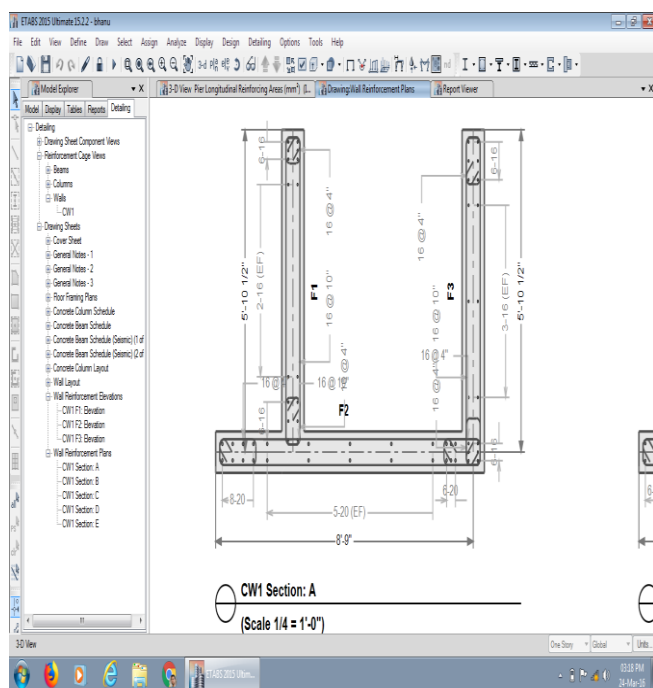 ETABS 2015 Ultimate 15.2.2 - bhanu
File Edit View Define Draw Select Assign Analyze Display Design Detailing Options Tools Help
3-d
nd
Model Explorer
3-D View Pier Longitudinal Reinforcing Areas (mm²) (L...
Drawing:Wall Reinforcement Plans
Report Viewer
Model Display Tables Reports Detailing
Detailing
Drawing Sheet Component Views
Reinforcement Cage Views
Beams
Columns
Walls
CW1
Drawing Sheets
Cover Sheet
General Notes - 1
General Notes - 2
General Notes - 3
Floor Framing Plans
Concrete Column Schedule
Concrete Beam Schedule
Concrete Beam Schedule (Seismic) (1 of
Concrete Beam Schedule (Seismic) (2 of
Concrete Column Layout
Wall Layout
Wall Reinforcement Elevations
CW1 F1: Elevation
CW1 F2: Elevation
CW1 F3: Elevation
Wall Reinforcement Plans
CW1 Section: A
CW1 Section: B
CW1 Section: C
CW1 Section: D
CW1 Section: E
6-16
16 @ 4"
2-16 (EF)
5'-10 1/2"
F1
16 @ 10"
6-16
16 @ 4"
6-16
16 @ 4"
F3
16 @ 10"
3-16 (EF)
5'-10 1/2"
16 @ 4"
16 @ 4"
F2
6-16
8-20
6-20
5-20 (EF)
8'-9"
CW1 Section: A
(Scale 1/4 = 1'-0")
3-D View
One Story
Global
Units...
ETABS 2015 Ultim...
03:18 PM
24-Mar-16